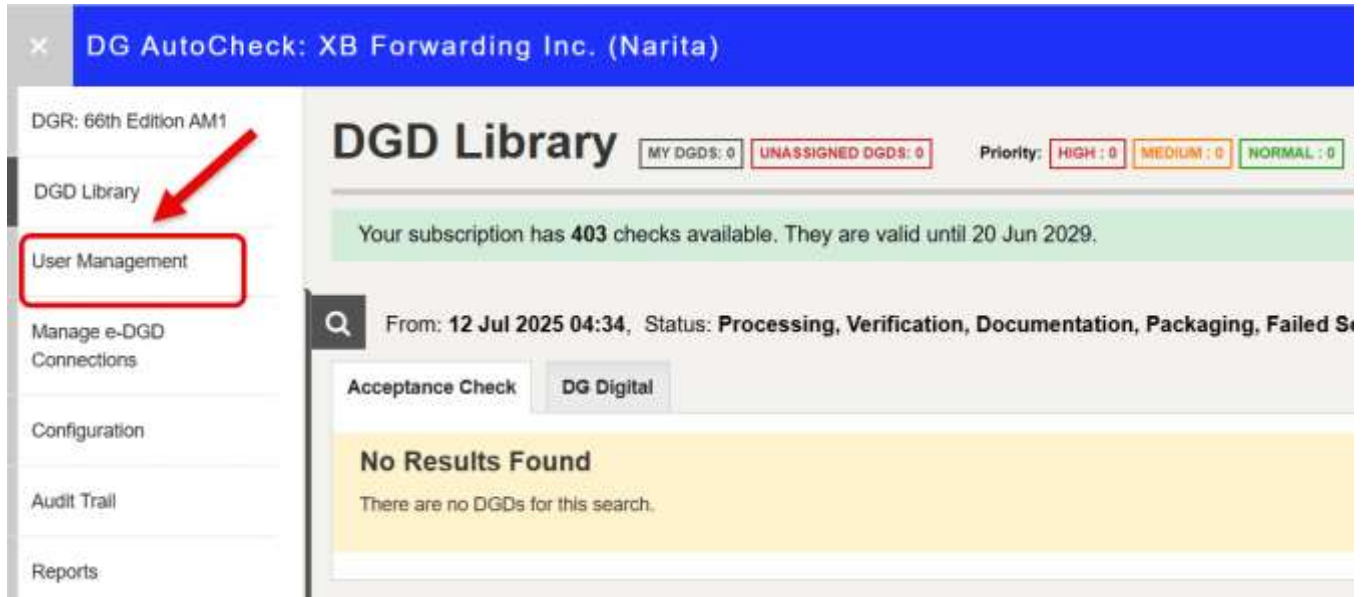 × DG AutoCheck: XB Forwarding Inc. (Narita)
DGR: 66th Edition AM1
DGD Library
User Management
Manage e-DGD
Connections
Configuration
Audit Trail
Reports
DGD Library MY DGDS: 0 UNASSIGNED DGDS: 0 Priority: HIGH : 0 MEDIUM : 0 NORMAL : 0
Your subscription has 403 checks available. They are valid until 20 Jun 2029.
From: 12 Jul 2025 04:34, Status: Processing, Verification, Documentation, Packaging, Failed
Acceptance Check DG Digital
No Results Found
There are no DGDs for this search.